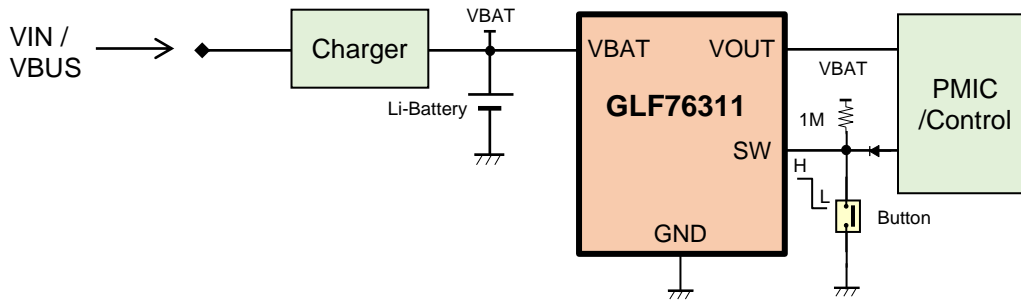 VIN /
VBUS
Charger
VBAT
Li-Battery
VBAT
VOUT
GLF76311
SW
GND
VBAT
1M
H
L
Button
PMIC
/Control